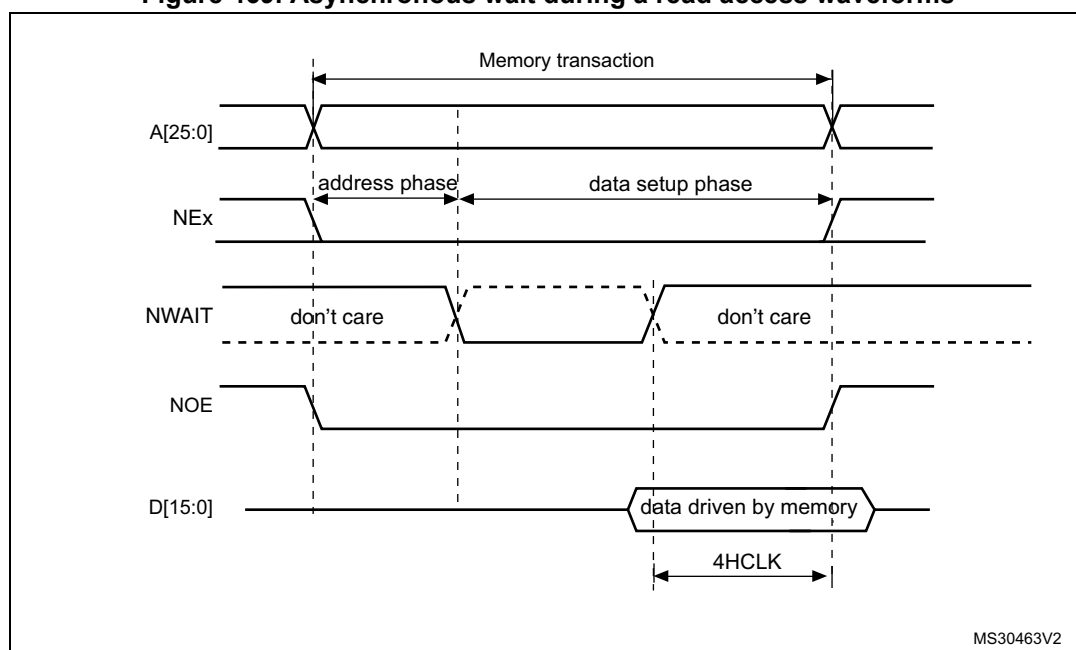 Memory transaction
A[25:0]
address phase
data setup phase
NEx
NWAIT
don't care
don't care
NOE
D[15:0]
data driven by memory
4HCLK
MS30463V2